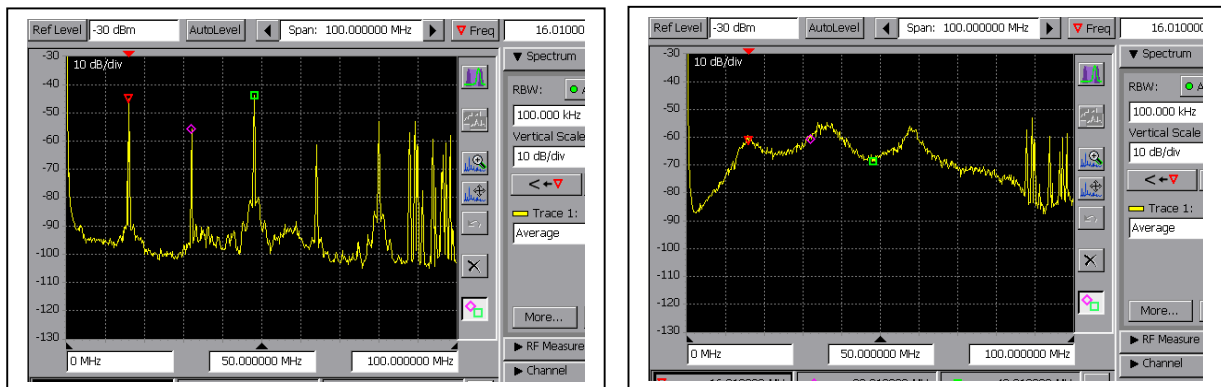 Ref Level -30 dBm AutoLevel Span: 100.000000 MHz Freq 16.01000
10 dB/div
-30
-40
-50
-60
-70
-80
-90
-100
-110
-120
-130
0 MHz 50.000000 MHz 100.000000 MHz
Spectrum
RBW:
100.000 kHz
Vertical Scale
10 dB/div
Trace 1:
Average
More...
RF Measure
Channel
Ref Level -30 dBm AutoLevel Span: 100.000000 MHz Freq 16.01000
10 dB/div
-30
-40
-50
-60
-70
-80
-90
-100
-110
-120
-130
0 MHz 50.000000 MHz 100.000000 MHz
Spectrum
RBW:
100.000 kHz
Vertical Scale
10 dB/div
Trace 1:
Average
More...
RF Measure
Channel